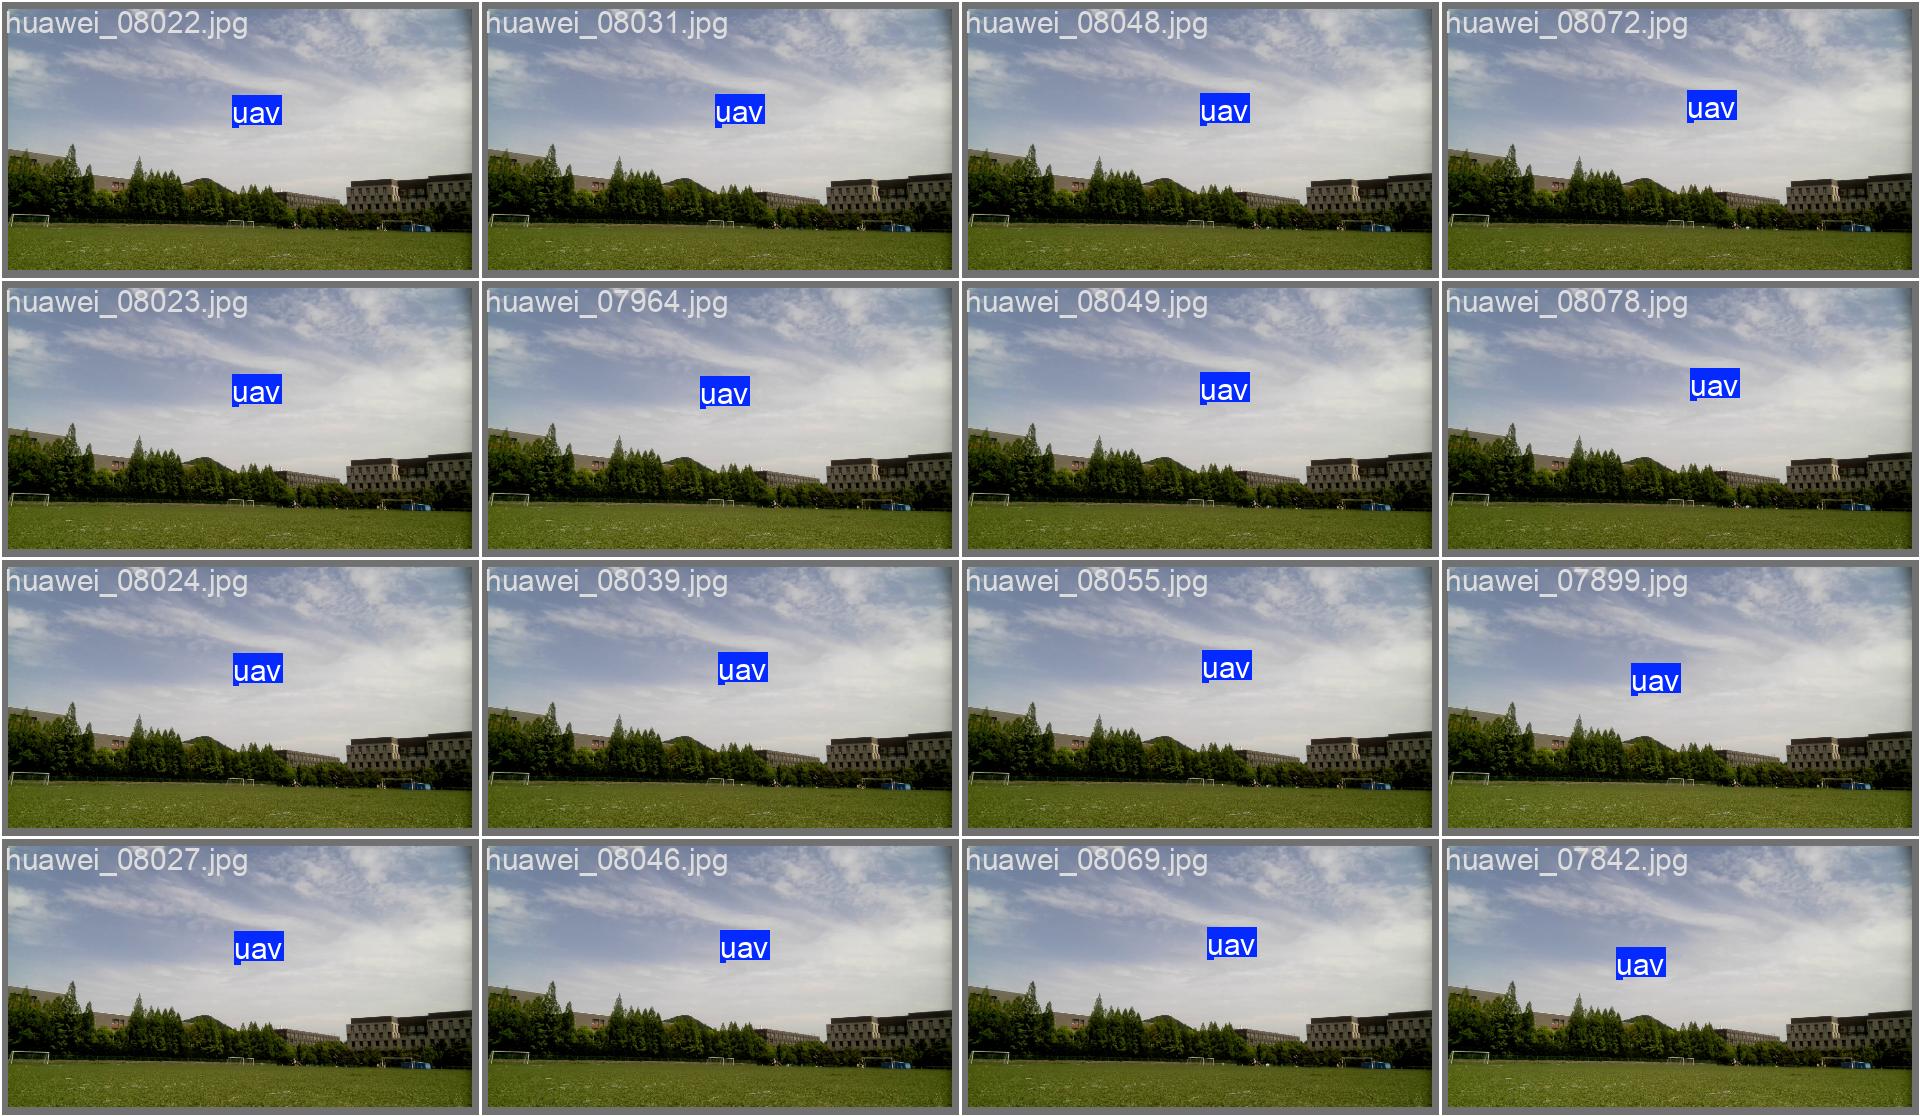 huawei_08022.jpg
huawei_08031.jpg
huawei_08048.jpg
huawei_08072.jpg
uav
uav
uav
uav
huawei_08023.jpg
huawei_07964.jpg
huawei_08049.jpg
huawei_08078.jpg
uav
uav
uav
uav
huawei_08024.jpg
huawei_08039.jpg
huawei_08055.jpg
huawei_07899.jpg
uav
uav
uav
uav
huawei_08027.jpg
huawei_08046.jpg
huawei_08069.jpg
huawei_07842.jpg
uav
uav
uav
uav